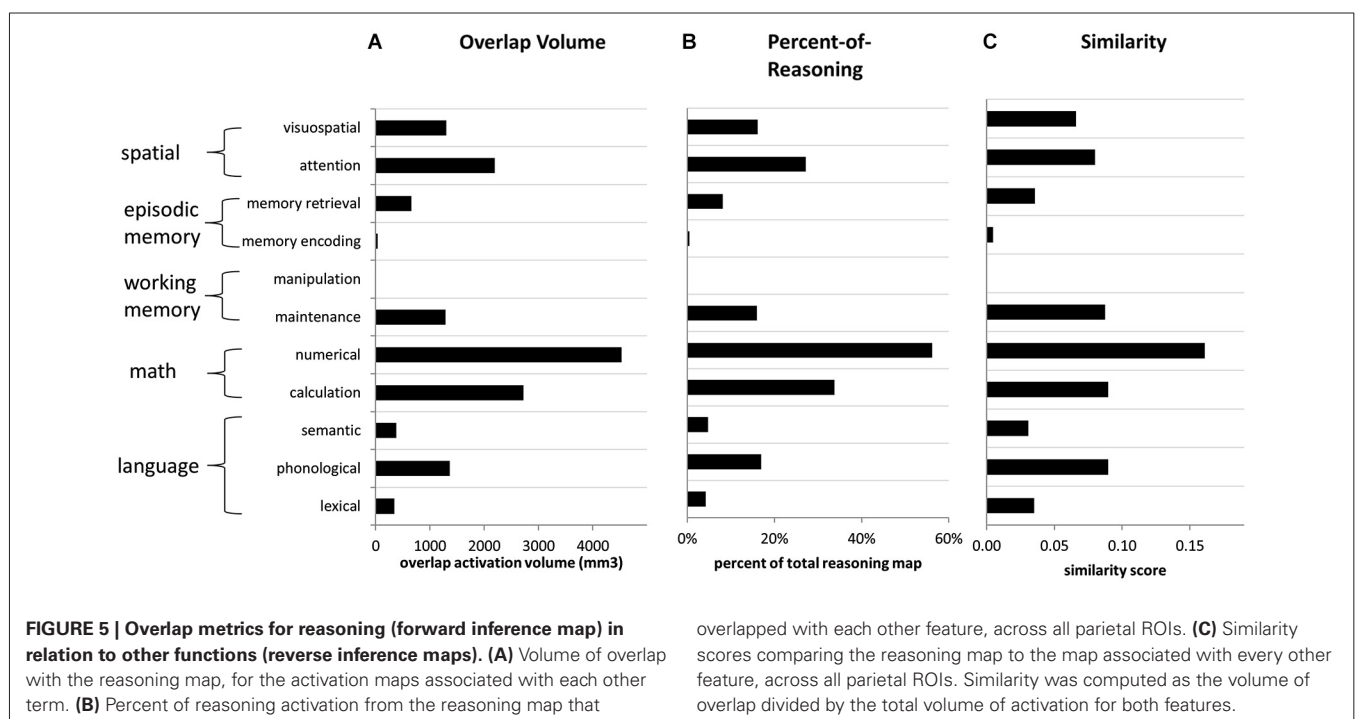 A Overlap Volume
B Percent-of-
Reasoning
C Similarity
spatial
visuospatial
attention
episodic
memory
memory retrieval
memory encoding
working
memory
manipulation
maintenance
math
numerical
calculation
language
semantic
phonological
lexical
0 1000 2000 3000 4000
overlap activation volume (mm3)
0% 20% 40% 60%
percent of total reasoning map
0.00 0.05 0.10 0.15
similarity score
FIGURE 5 | Overlap metrics for reasoning (forward inference map) in
relation to other functions (reverse inference maps). (A) Volume of overlap
with the reasoning map, for the activation maps associated with each other
term. (B) Percent of reasoning activation from the reasoning map that
overlapped with each other feature, across all parietal ROIs. (C) Similarity
scores comparing the reasoning map to the map associated with every other
feature, across all parietal ROIs. Similarity was computed as the volume of
overlap divided by the total volume of activation for both features.